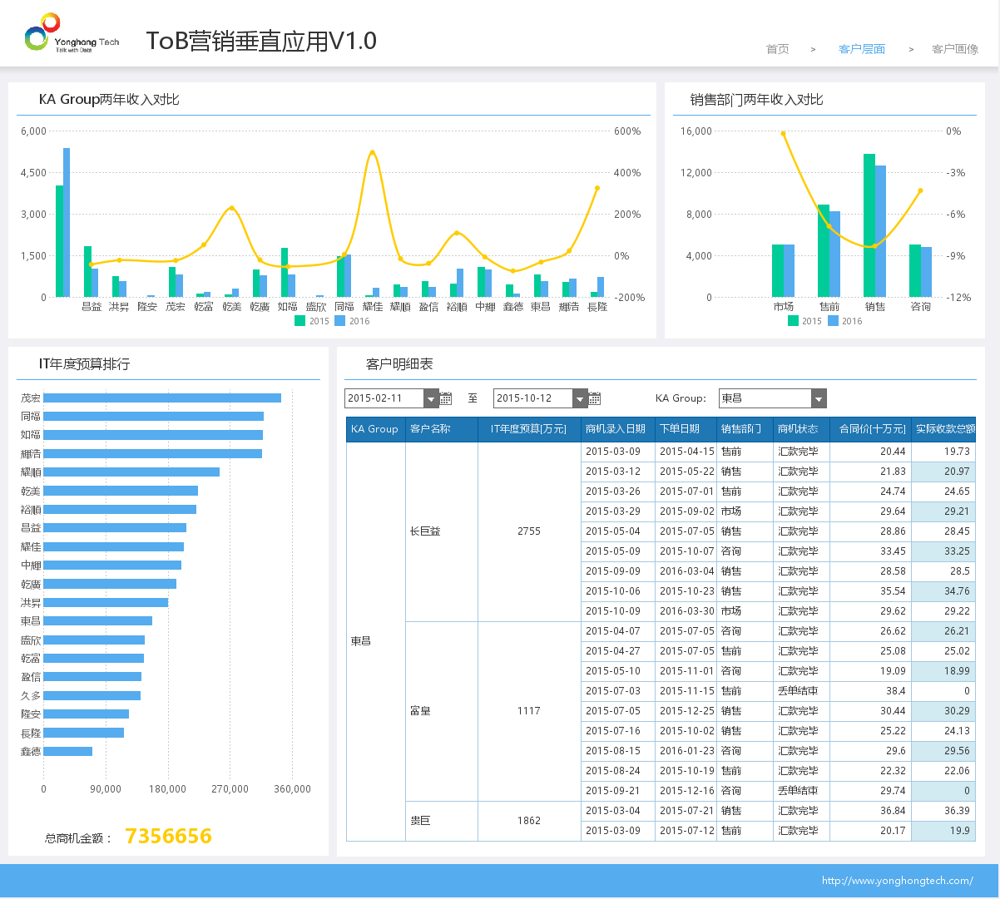 Yonghong Tech
Talk with Data
ToB营销垂直应用V1.0
首页 > 客户层面 > 客户画像
KA Group两年收入对比
6,000 600%
4,500 400%
3,000 200%
1,500 0%
0 -200%
昌益 洪昇 隆安 茂宏 乾富 乾美 乾廣 如福 盛欣 同福 耀佳 耀順 盈信 裕順 中輝 鑫德 東昌 輝浩 長隆
2015 2016
销售部门两年收入对比
16,000 0%
12,000 -3%
8,000 -6%
4,000 -9%
0 -12%
市场 售前 销售 咨询
2015 2016
IT年度预算排行
茂宏
同福
如福
輝浩
耀順
乾美
裕順
昌益
耀佳
中輝
乾廣
洪昇
東昌
盛欣
乾富
盈信
久多
隆安
長隆
鑫德
0 90,000 180,000 270,000 360,000
总商机金额： 7356656
客户明细表
2015-02-11 至 2015-10-12 KA Group: 東昌
KA Group 客户名称 IT年度预算[万元] 商机录入日期 下单日期 销售部门 商机状态 合同价[十万元] 实际收款总额
2015-03-09 2015-04-15 售前 汇款完毕 20.44 19.73
2015-03-12 2015-05-22 销售 汇款完毕 21.83 20.97
2015-03-26 2015-07-01 售前 汇款完毕 24.74 24.65
2015-03-29 2015-09-02 市场 汇款完毕 29.64 29.21
长巨益 2755 2015-05-04 2015-07-05 销售 汇款完毕 28.86 28.45
2015-05-09 2015-10-07 咨询 汇款完毕 33.45 33.25
2015-09-09 2016-03-04 销售 汇款完毕 28.58 28.5
2015-10-06 2015-10-23 销售 汇款完毕 35.54 34.76
2015-10-09 2016-03-30 市场 汇款完毕 29.62 29.22
東昌 2015-04-07 2015-07-05 咨询 汇款完毕 26.62 26.21
2015-04-27 2015-07-05 售前 汇款完毕 25.08 25.02
2015-05-10 2015-11-01 咨询 汇款完毕 19.09 18.99
2015-07-03 2015-11-15 售前 丢单结束 38.4 0
富皇 1117 2015-07-05 2015-12-25 销售 汇款完毕 30.44 30.29
2015-07-16 2015-10-02 销售 汇款完毕 25.22 24.13
2015-08-15 2016-01-23 咨询 汇款完毕 29.6 29.56
2015-08-24 2015-10-19 售前 汇款完毕 22.32 22.06
2015-09-21 2015-12-16 咨询 丢单结束 29.74 0
贵巨 1862 2015-03-04 2015-07-21 销售 汇款完毕 36.84 36.39
2015-03-09 2015-07-12 售前 汇款完毕 20.17 19.9
http://www.yonghongtech.com/